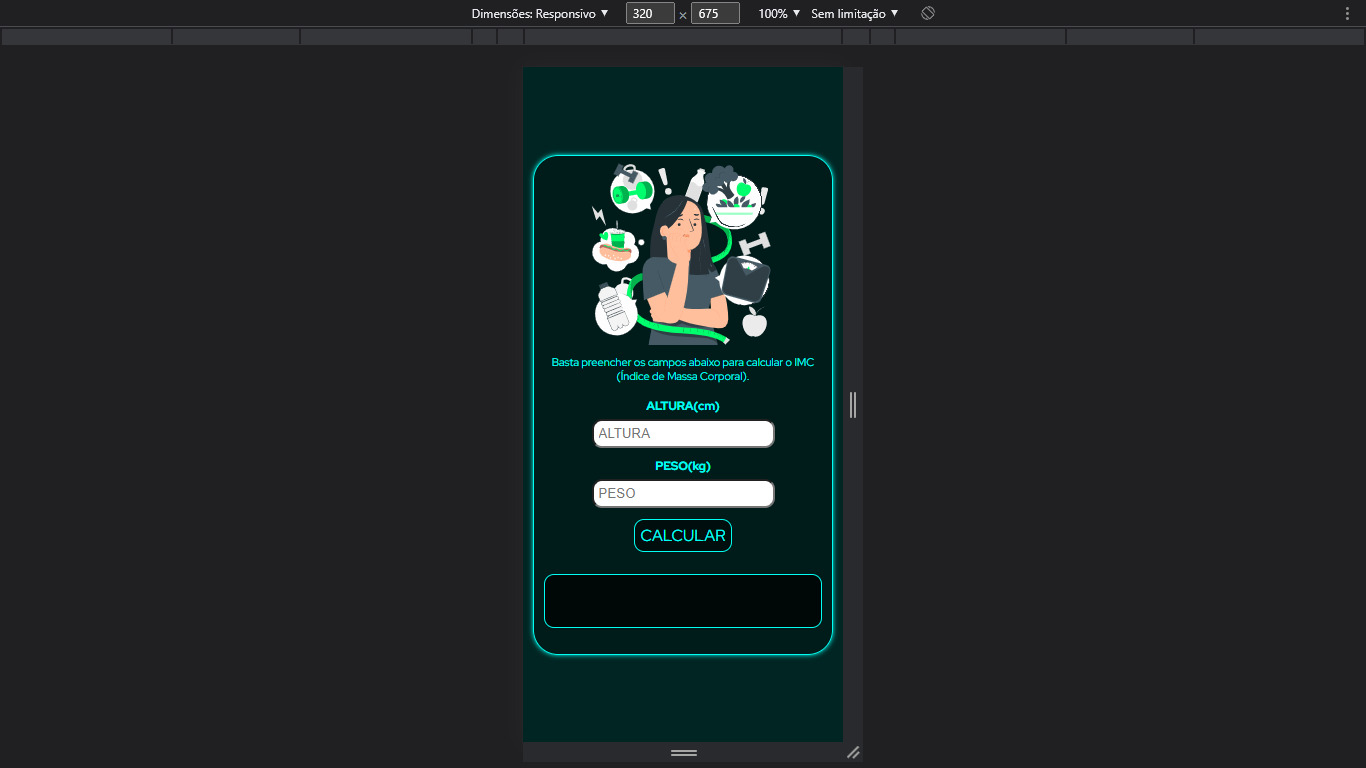 Dimensões: Responsivo ▼ 320 × 675 100% ▼ Sem limitação ▼
Basta preencher os campos abaixo para calcular o IMC
(Índice de Massa Corporal).
ALTURA(cm)
ALTURA
PESO(kg)
PESO
CALCULAR